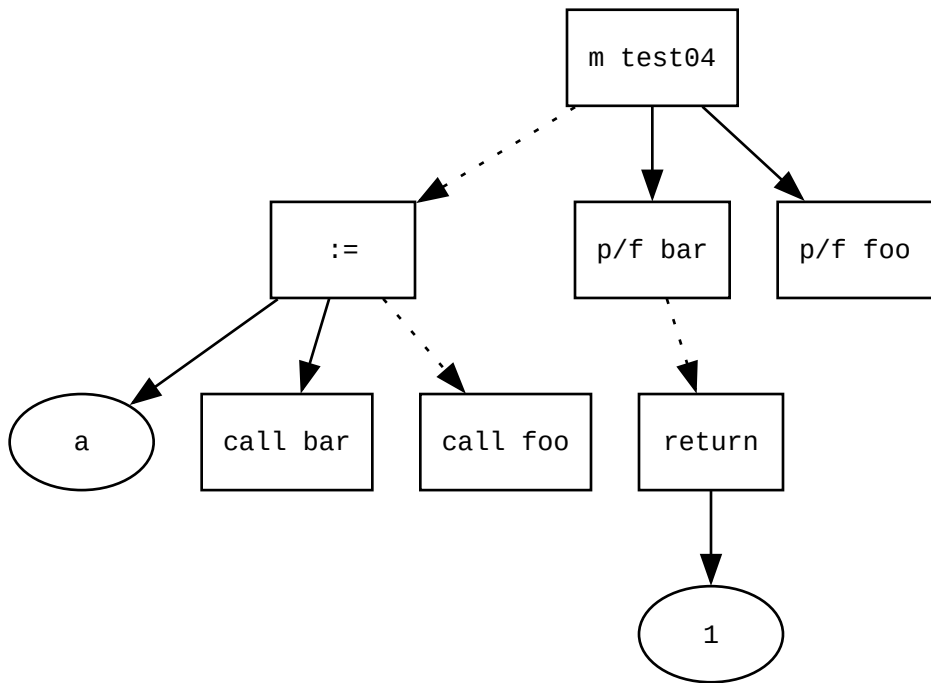 m test04
:=
p/f bar
p/f foo
a
call bar
call foo
return
1